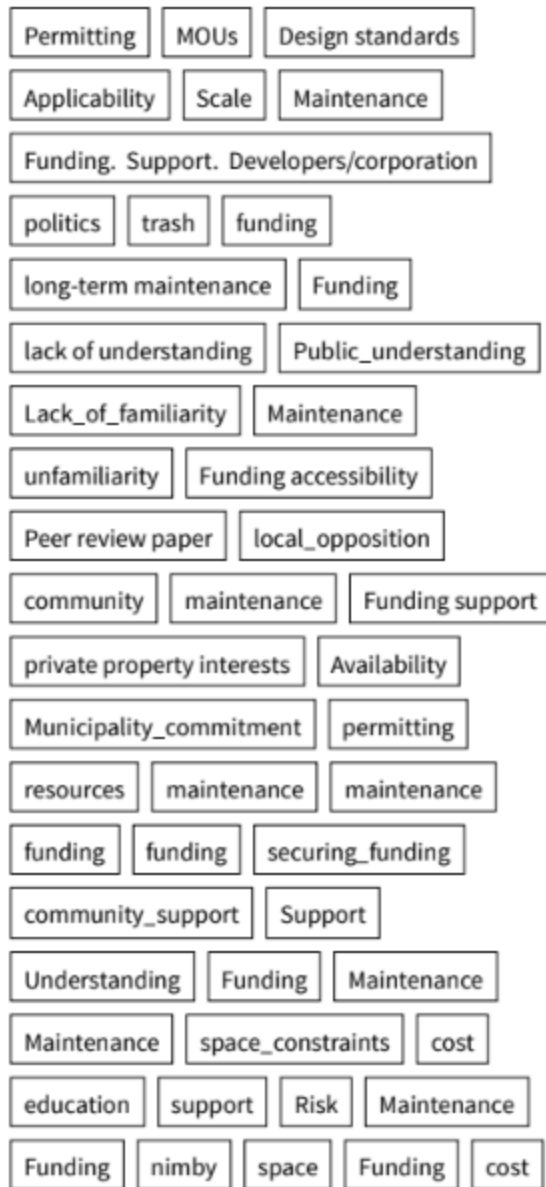 Permitting MOUs Design standards
Applicability Scale Maintenance
Funding. Support. Developers/corporation
politics trash funding
long-term maintenance Funding
lack of understanding Public_understanding
Lack_of_familiarity Maintenance
unfamiliarity Funding accessibility
Peer review paper local_opposition
community maintenance Funding support
private property interests Availability
Municipality_commitment permitting
resources maintenance maintenance
funding funding securing_funding
community_support Support
Understanding Funding Maintenance
Maintenance space_constraints cost
education support Risk Maintenance
Funding nimby space Funding cost